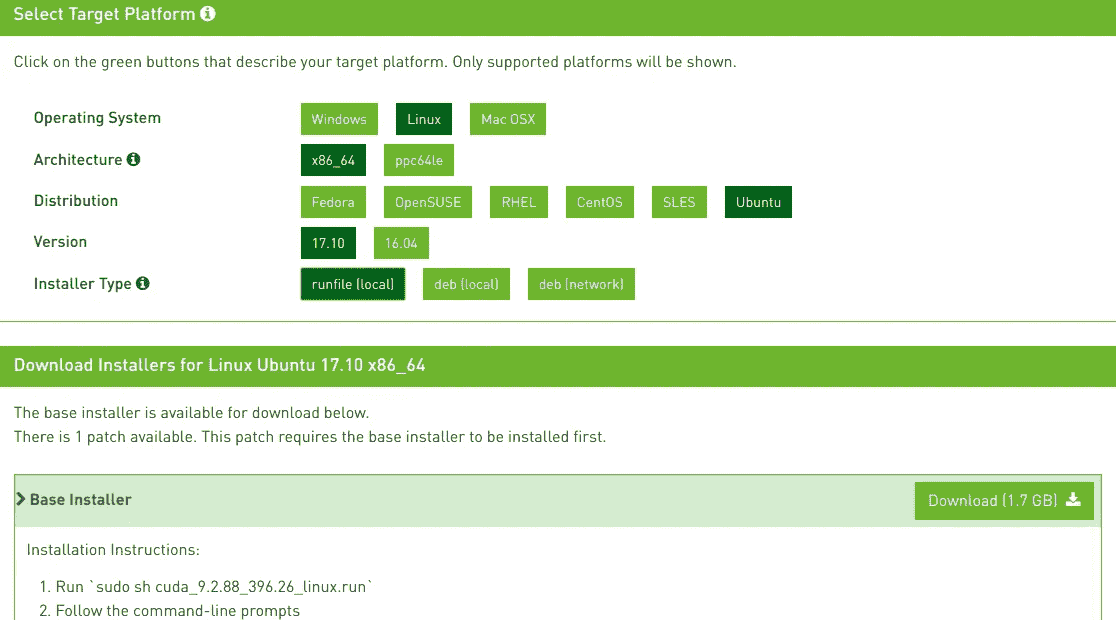 Select Target Platform
Click on the green buttons that describe your target platform. Only supported platforms will be shown.
Operating System Windows Linux Mac OSX
Architecture x86_64 ppc64le
Distribution Fedora OpenSUSE RHEL CentOS SLES Ubuntu
Version 17.10 16.04
Installer Type runfile (local) deb (local) deb (network)
Download Installers for Linux Ubuntu 17.10 x86_64
The base installer is available for download below.
There is 1 patch available. This patch requires the base installer to be installed first.
Base Installer Download (1.7 GB)
Installation Instructions:
1. Run `sudo sh cuda_9.2.88_396.26_linux.run`
2. Follow the command-line prompts